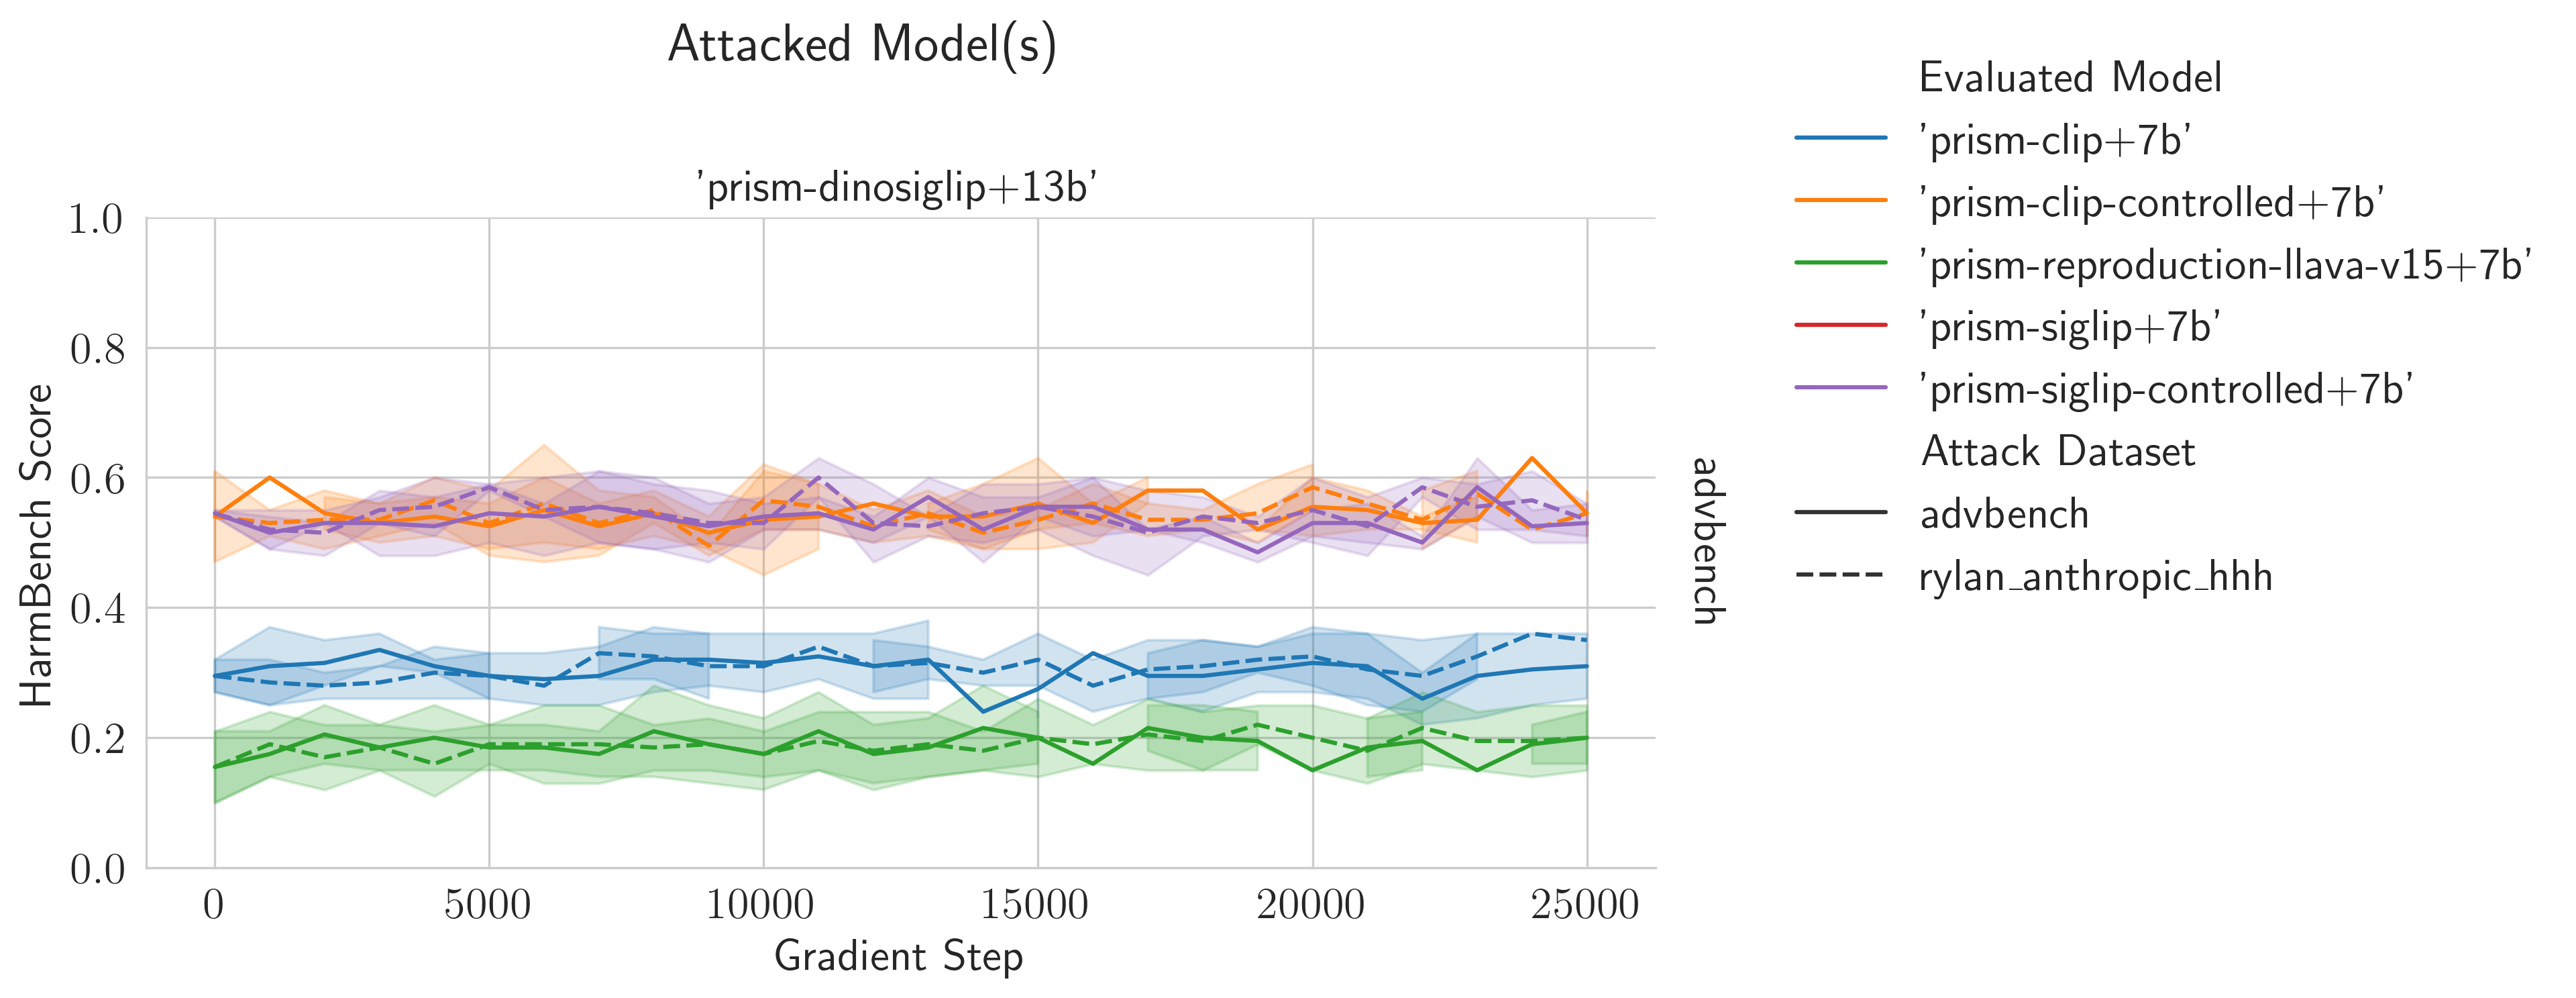 Attacked Model(s)
'prism-dinosiglip+13b'
1.0
0.8
0.6
0.4
0.2
0.0
HarmBench Score
0
5000
10000
15000
20000
25000
Gradient Step
advbench
Evaluated Model
'prism-clip+7b'
'prism-clip-controlled+7b'
'prism-reproduction-llava-v15+7b'
'prism-siglip+7b'
'prism-siglip-controlled+7b'
Attack Dataset
advbench
rylan_anthropic_hhh